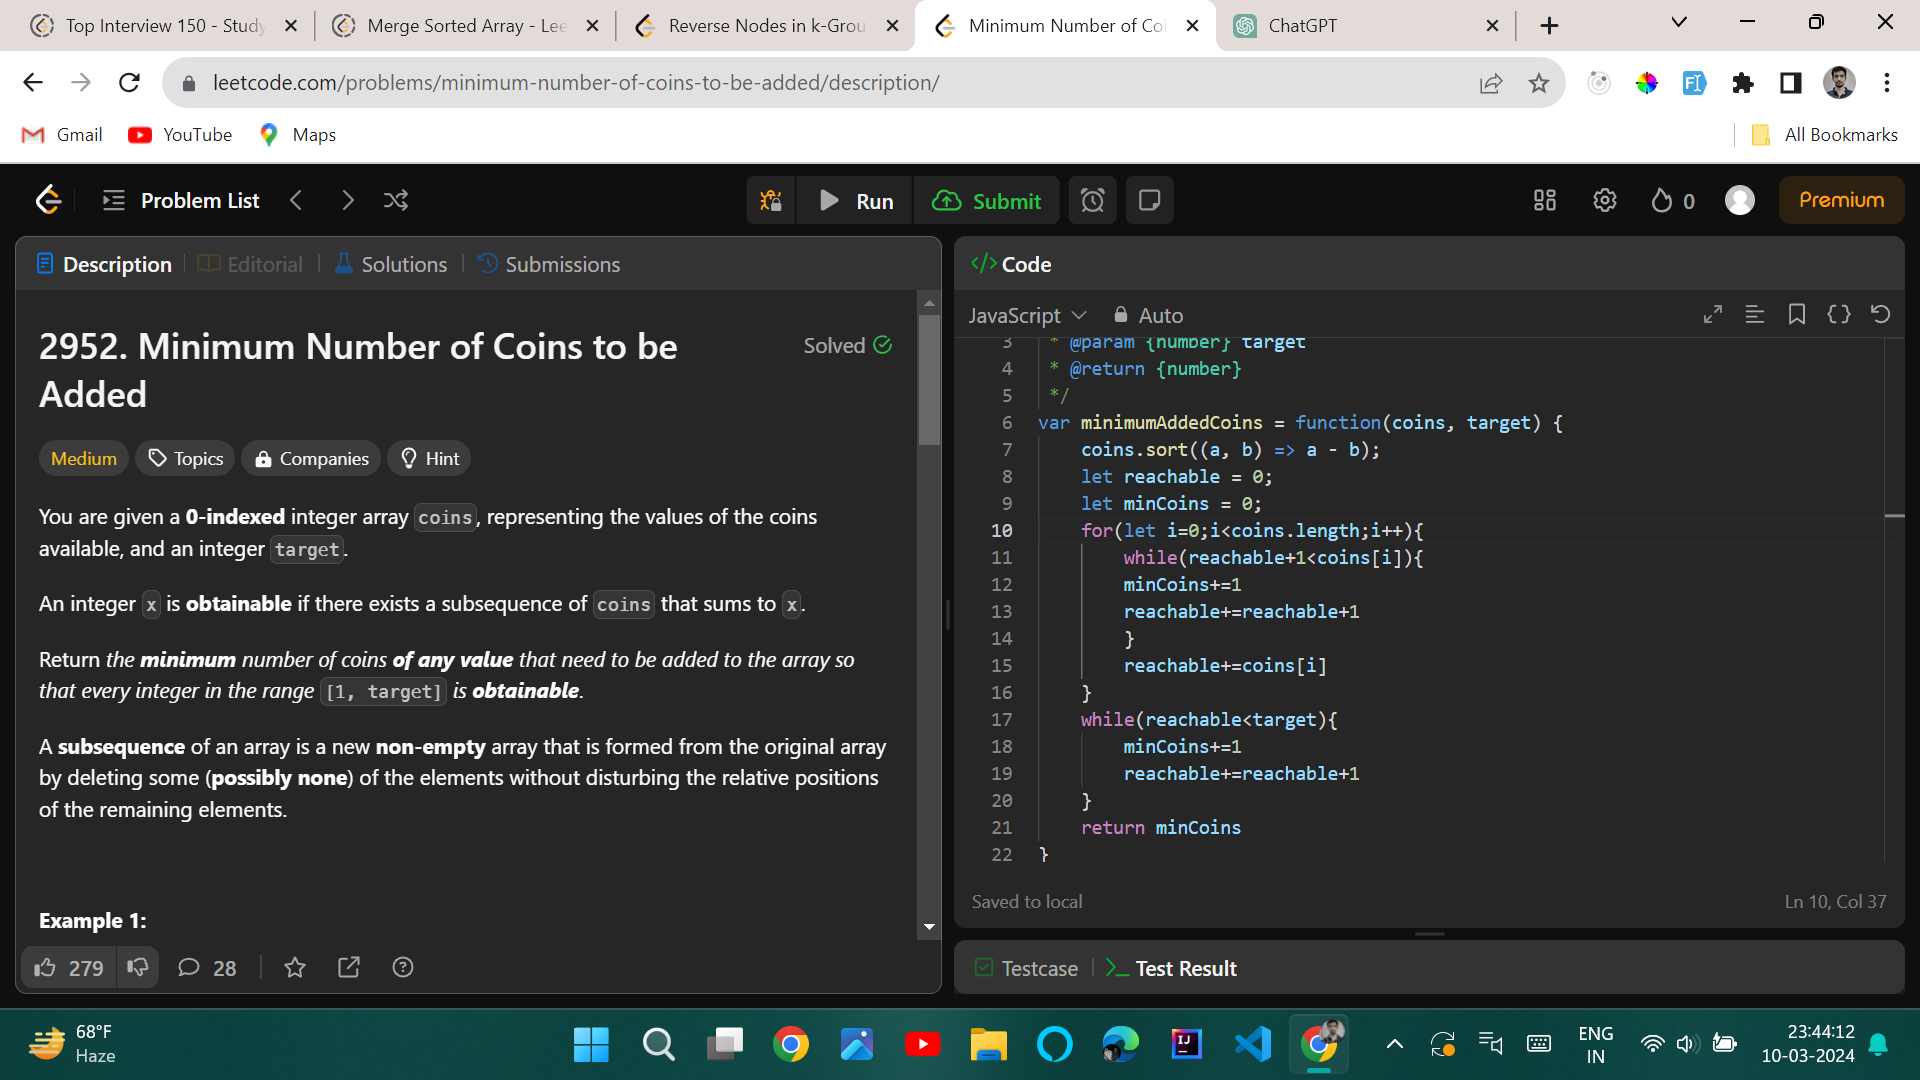 Top Interview 150 - Study
Merge Sorted Array - Lee
Reverse Nodes in k-Grou
Minimum Number of Coi
ChatGPT
leetcode.com/problems/minimum-number-of-coins-to-be-added/description/
Gmail
YouTube
Maps
All Bookmarks
Problem List
Run
Submit
0
Premium
Description
Editorial
Solutions
Submissions
2952. Minimum Number of Coins to be
Added
Solved
Medium
Topics
Companies
Hint
You are given a 0-indexed integer array coins, representing the values of the coins
available, and an integer target.
An integer x is obtainable if there exists a subsequence of coins that sums to x.
Return the minimum number of coins of any value that need to be added to the array so
that every integer in the range [1, target] is obtainable.
A subsequence of an array is a new non-empty array that is formed from the original array
by deleting some (possibly none) of the elements without disturbing the relative positions
of the remaining elements.
Example 1:
279
28
</> Code
JavaScript
Auto
3 * @param {number} target
4 * @return {number}
5 */
6 var minimumAddedCoins = function(coins, target) {
7 coins.sort((a, b) => a - b);
8 let reachable = 0;
9 let minCoins = 0;
10 for(let i=0;i<coins.length;i++){
11 while(reachable+1<coins[i]){
12 minCoins+=1
13 reachable+=reachable+1
14 }
15 reachable+=coins[i]
16 }
17 while(reachable<target){
18 minCoins+=1
19 reachable+=reachable+1
20 }
21 return minCoins
22 }
Saved to local
Ln 10, Col 37
Testcase
Test Result
68°F
Haze
ENG
IN
23:44:12
10-03-2024